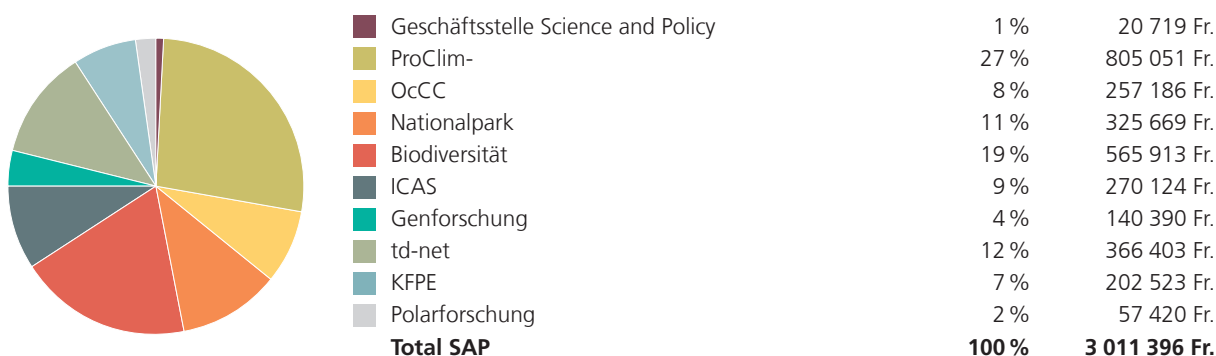 Geschäftsstelle Science and Policy 1 % 20 719 Fr.
ProClim- 27 % 805 051 Fr.
OcCC 8 % 257 186 Fr.
Nationalpark 11 % 325 669 Fr.
Biodiversität 19 % 565 913 Fr.
ICAS 9 % 270 124 Fr.
Genforschung 4 % 140 390 Fr.
td-net 12 % 366 403 Fr.
KFPE 7 % 202 523 Fr.
Polarforschung 2 % 57 420 Fr.
Total SAP 100 % 3 011 396 Fr.